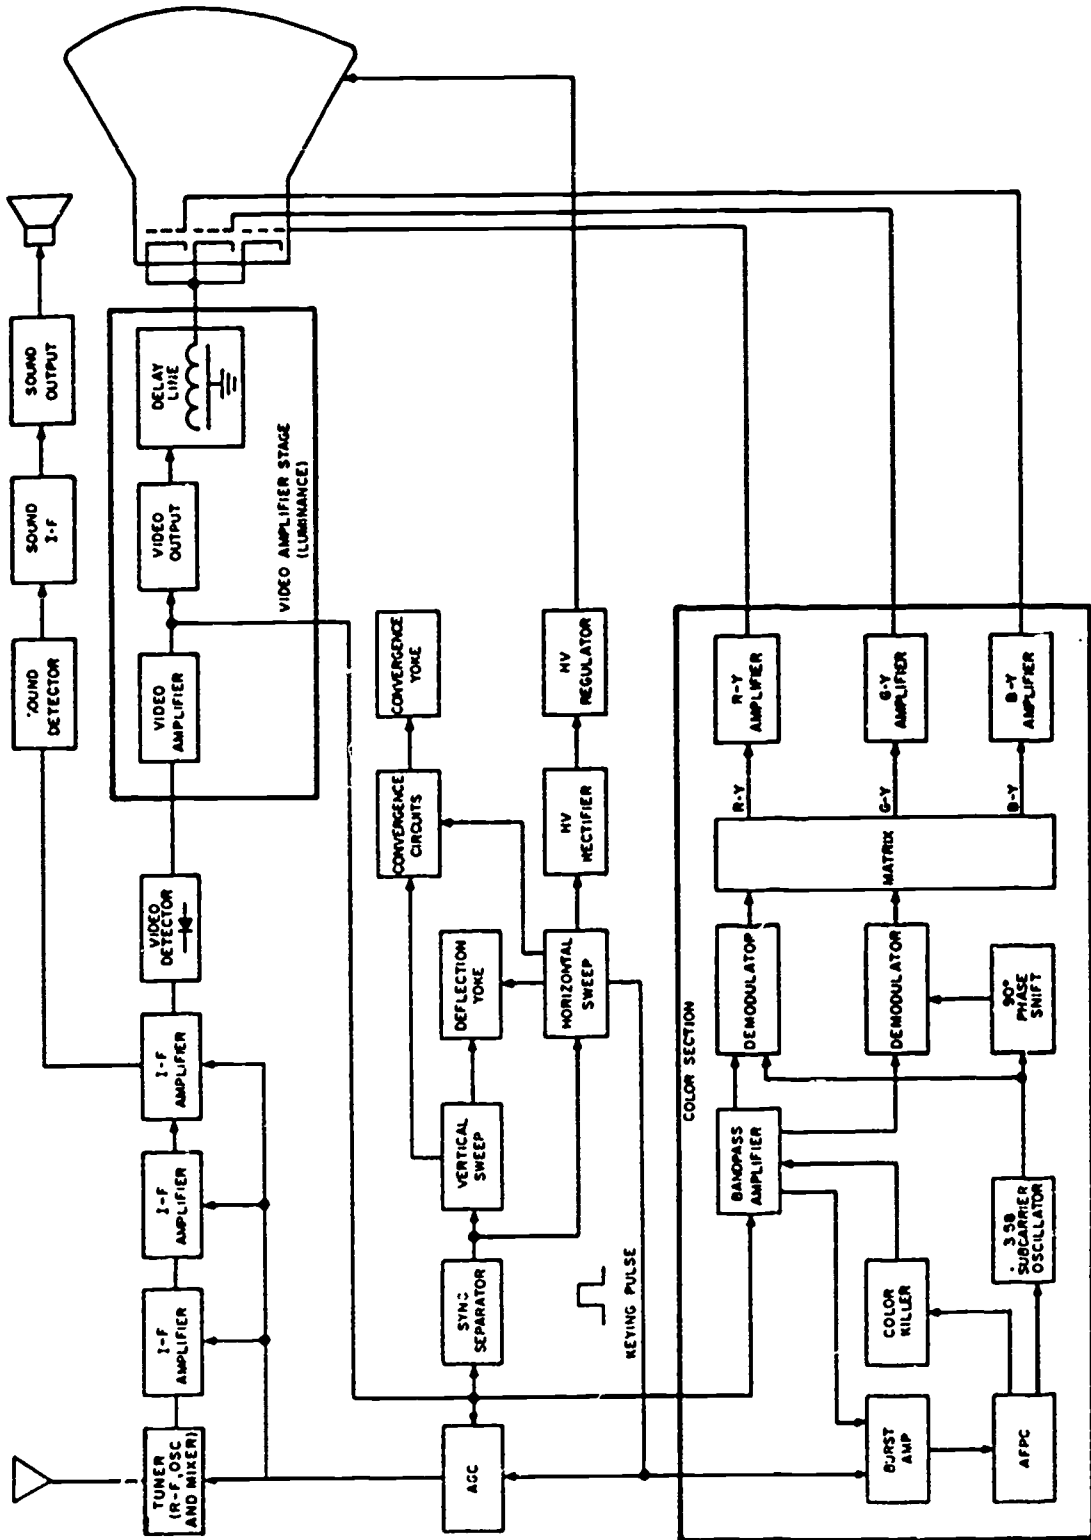 SOUND
OUTPUT
SOUND
I-F
OUND
DETECTOR
DELAY
LINE
VIDEO
OUTPUT
VIDEO
AMPLIFIER
VIDEO AMPLIFIER STAGE
(LUMINANCE)
VIDEO
DETECTOR
I-F
AMPLIFIER
I-F
AMPLIFIER
I-F
AMPLIFIER
TUNER
(R-F, OSC
AND MIXER)
CONVERGENCE
YOKE
CONVERGENCE
CIRCUITS
DEFLECTION
YOKE
VERTICAL
SWEEP
SYNC
SEPARATOR
AGC
HV
REGULATOR
HV
RECTIFIER
HORIZONTAL
SWEEP
KEYING PULSE
COLOR SECTION
R-Y
AMPLIFIER
G-Y
AMPLIFIER
B-Y
AMPLIFIER
R-Y
G-Y
B-Y
MATRIX
DEMODULATOR
DEMODULATOR
90°
PHASE
SHIFT
BANDPASS
AMPLIFIER
3.58
SUBCARRIER
OSCILLATOR
COLOR
KILLER
BURST
AMP
AFPC